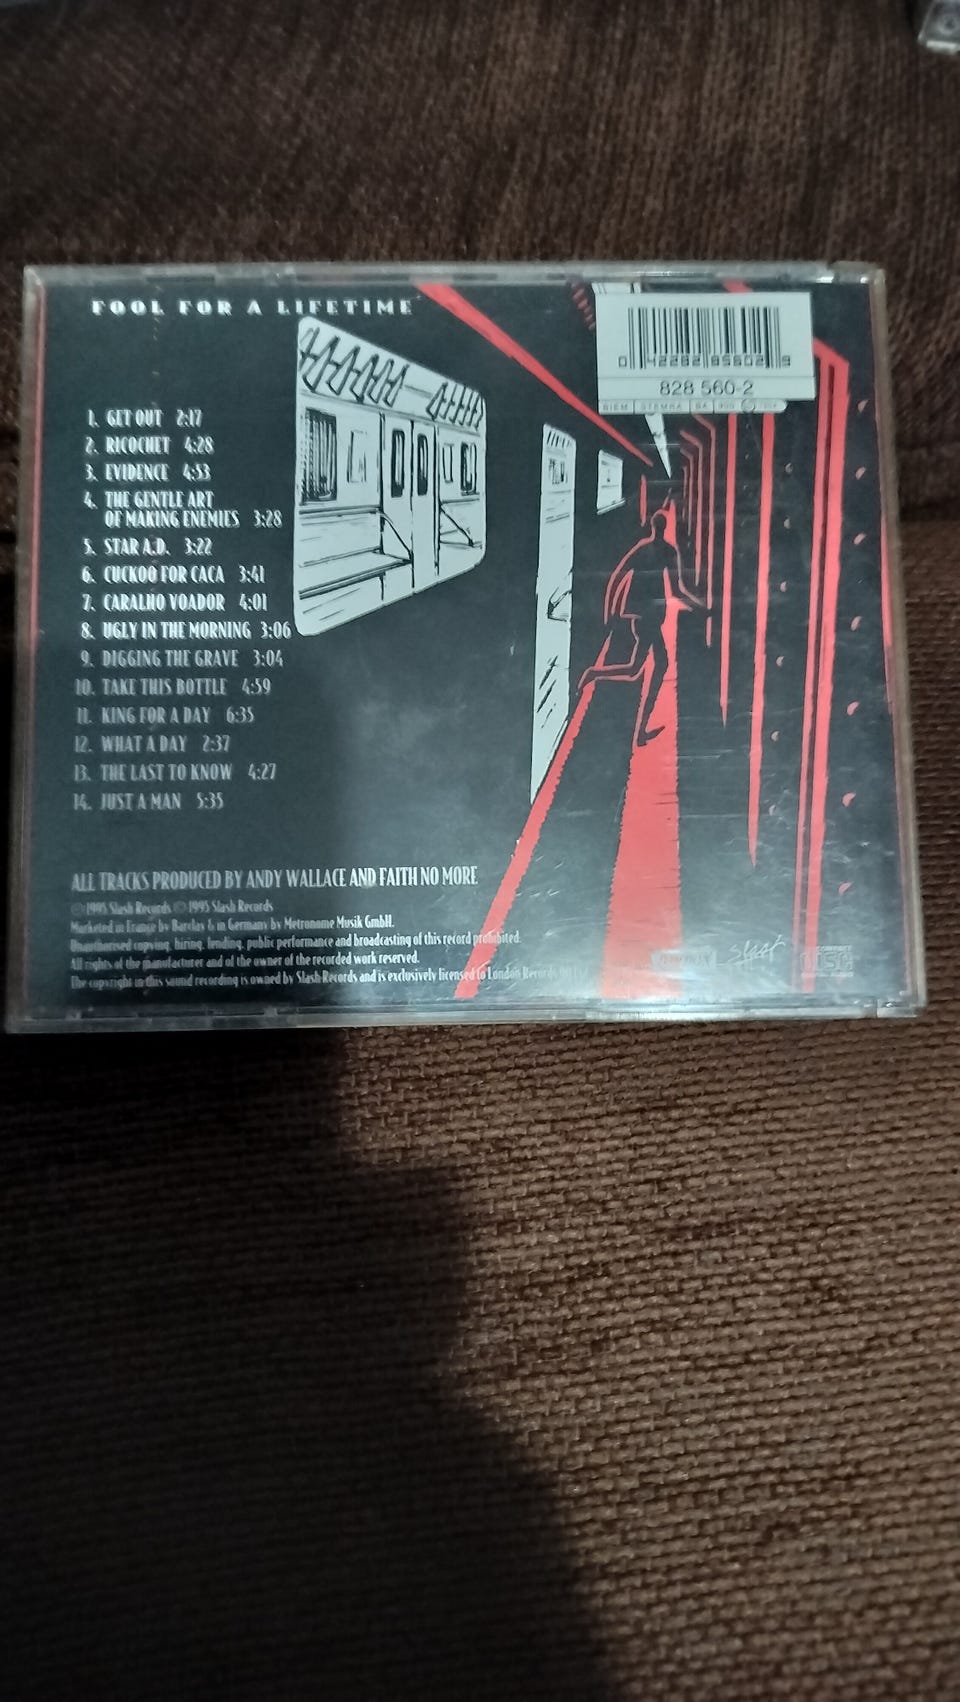 FOOL FOR A LIFETIME
0 42282 85602 9
828 560-2
BIEM STEMRA
1. GET OUT 2:17
2. RICOCHET 4:28
3. EVIDENCE 4:53
4. THE GENTLE ART
OF MAKING ENEMIES 3:28
5. STAR A.D. 3:22
6. CUCKOO FOR CACA 3:41
7. CARALHO VOADOR 4:01
8. UGLY IN THE MORNING 3:06
9. DIGGING THE GRAVE 3:04
10. TAKE THIS BOTTLE 4:59
11. KING FOR A DAY 6:35
12. WHAT A DAY 2:37
13. THE LAST TO KNOW 4:27
14. JUST A MAN 5:35
ALL TRACKS PRODUCED BY ANDY WALLACE AND FAITH NO MORE
℗ 1995 Slash Records © 1995 Slash Records
Marketed in France by Barclay & in Germany by Metronome Musik GmbH.
Unauthorised copying, hiring, lending, public performance and broadcasting of this record prohibited.
All rights of the manufacturer and of the owner of the recorded work reserved.
The copyright in this sound recording is owned by Slash Records and is exclusively licensed to London Records
Slash
COMPACT
DISC
DIGITAL AUDIO